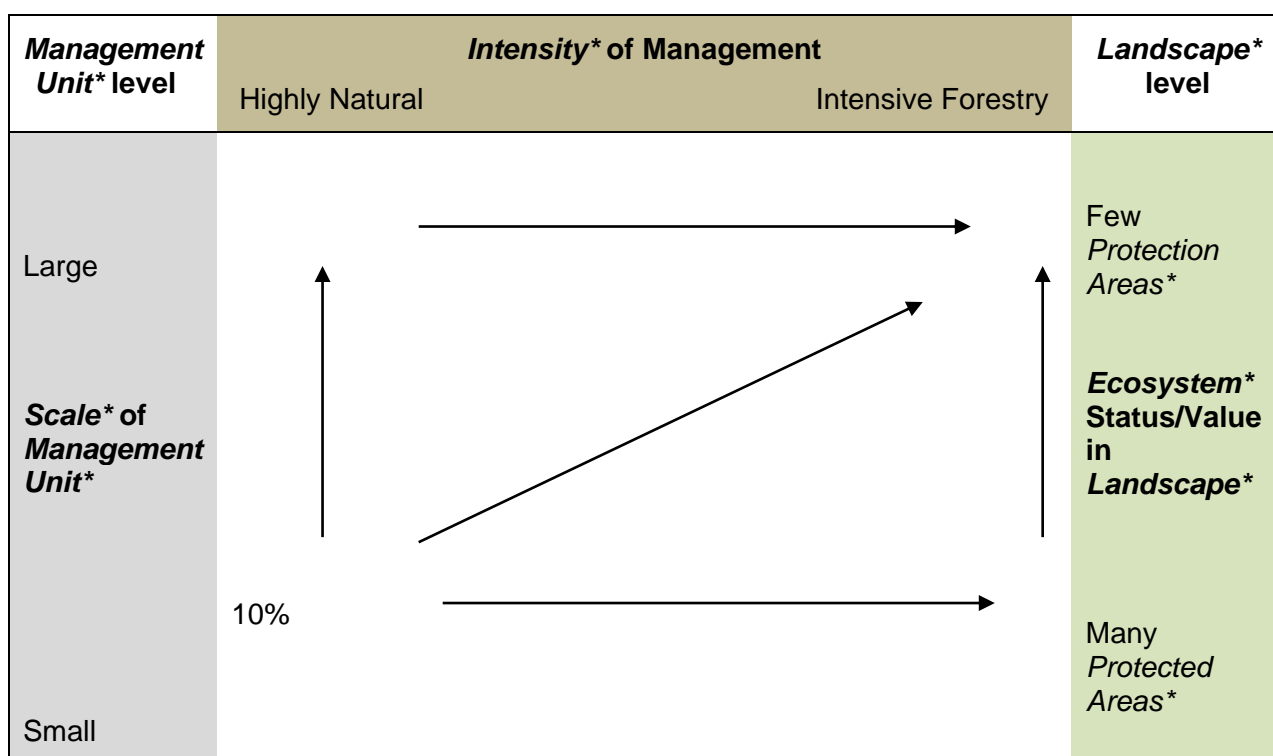 Management
Unit* level
Intensity* of Management
Highly Natural
Intensive Forestry
Landscape*
level
Large
Scale* of
Management
Unit*
Small
10%
Few
Protection
Areas*
Ecosystem*
Status/Value
in
Landscape*
Many
Protected
Areas*